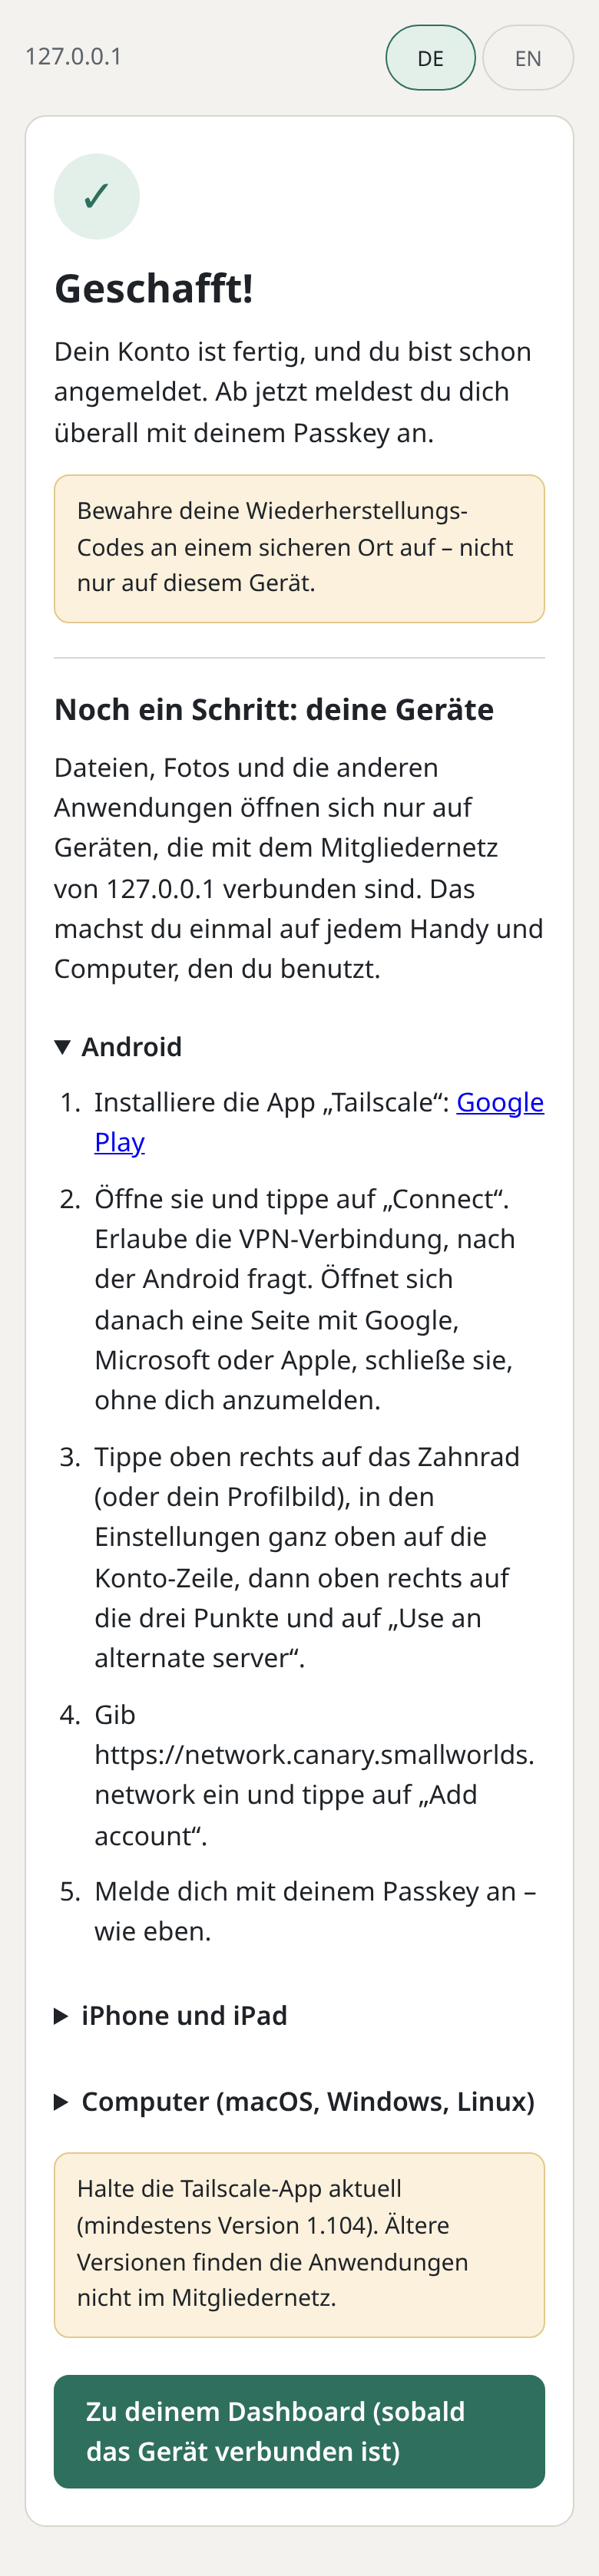 127.0.0.1
DE
EN
✓
Geschafft!
Dein Konto ist fertig, und du bist schon
angemeldet. Ab jetzt meldest du dich
überall mit deinem Passkey an.
Bewahre deine Wiederherstellungs-
Codes an einem sicheren Ort auf – nicht
nur auf diesem Gerät.
Noch ein Schritt: deine Geräte
Dateien, Fotos und die anderen
Anwendungen öffnen sich nur auf
Geräten, die mit dem Mitgliedernetz
von 127.0.0.1 verbunden sind. Das
machst du einmal auf jedem Handy und
Computer, den du benutzt.
▼ Android
1. Installiere die App „Tailscale“: Google
Play
2. Öffne sie und tippe auf „Connect“.
Erlaube die VPN-Verbindung, nach
der Android fragt. Öffnet sich
danach eine Seite mit Google,
Microsoft oder Apple, schließe sie,
ohne dich anzumelden.
3. Tippe oben rechts auf das Zahnrad
(oder dein Profilbild), in den
Einstellungen ganz oben auf die
Konto-Zeile, dann oben rechts auf
die drei Punkte und auf „Use an
alternate server“.
4. Gib
https://network.canary.smallworlds.
network ein und tippe auf „Add
account“.
5. Melde dich mit deinem Passkey an –
wie eben.
▶ iPhone und iPad
▶ Computer (macOS, Windows, Linux)
Halte die Tailscale-App aktuell
(mindestens Version 1.104). Ältere
Versionen finden die Anwendungen
nicht im Mitgliedernetz.
Zu deinem Dashboard (sobald
das Gerät verbunden ist)